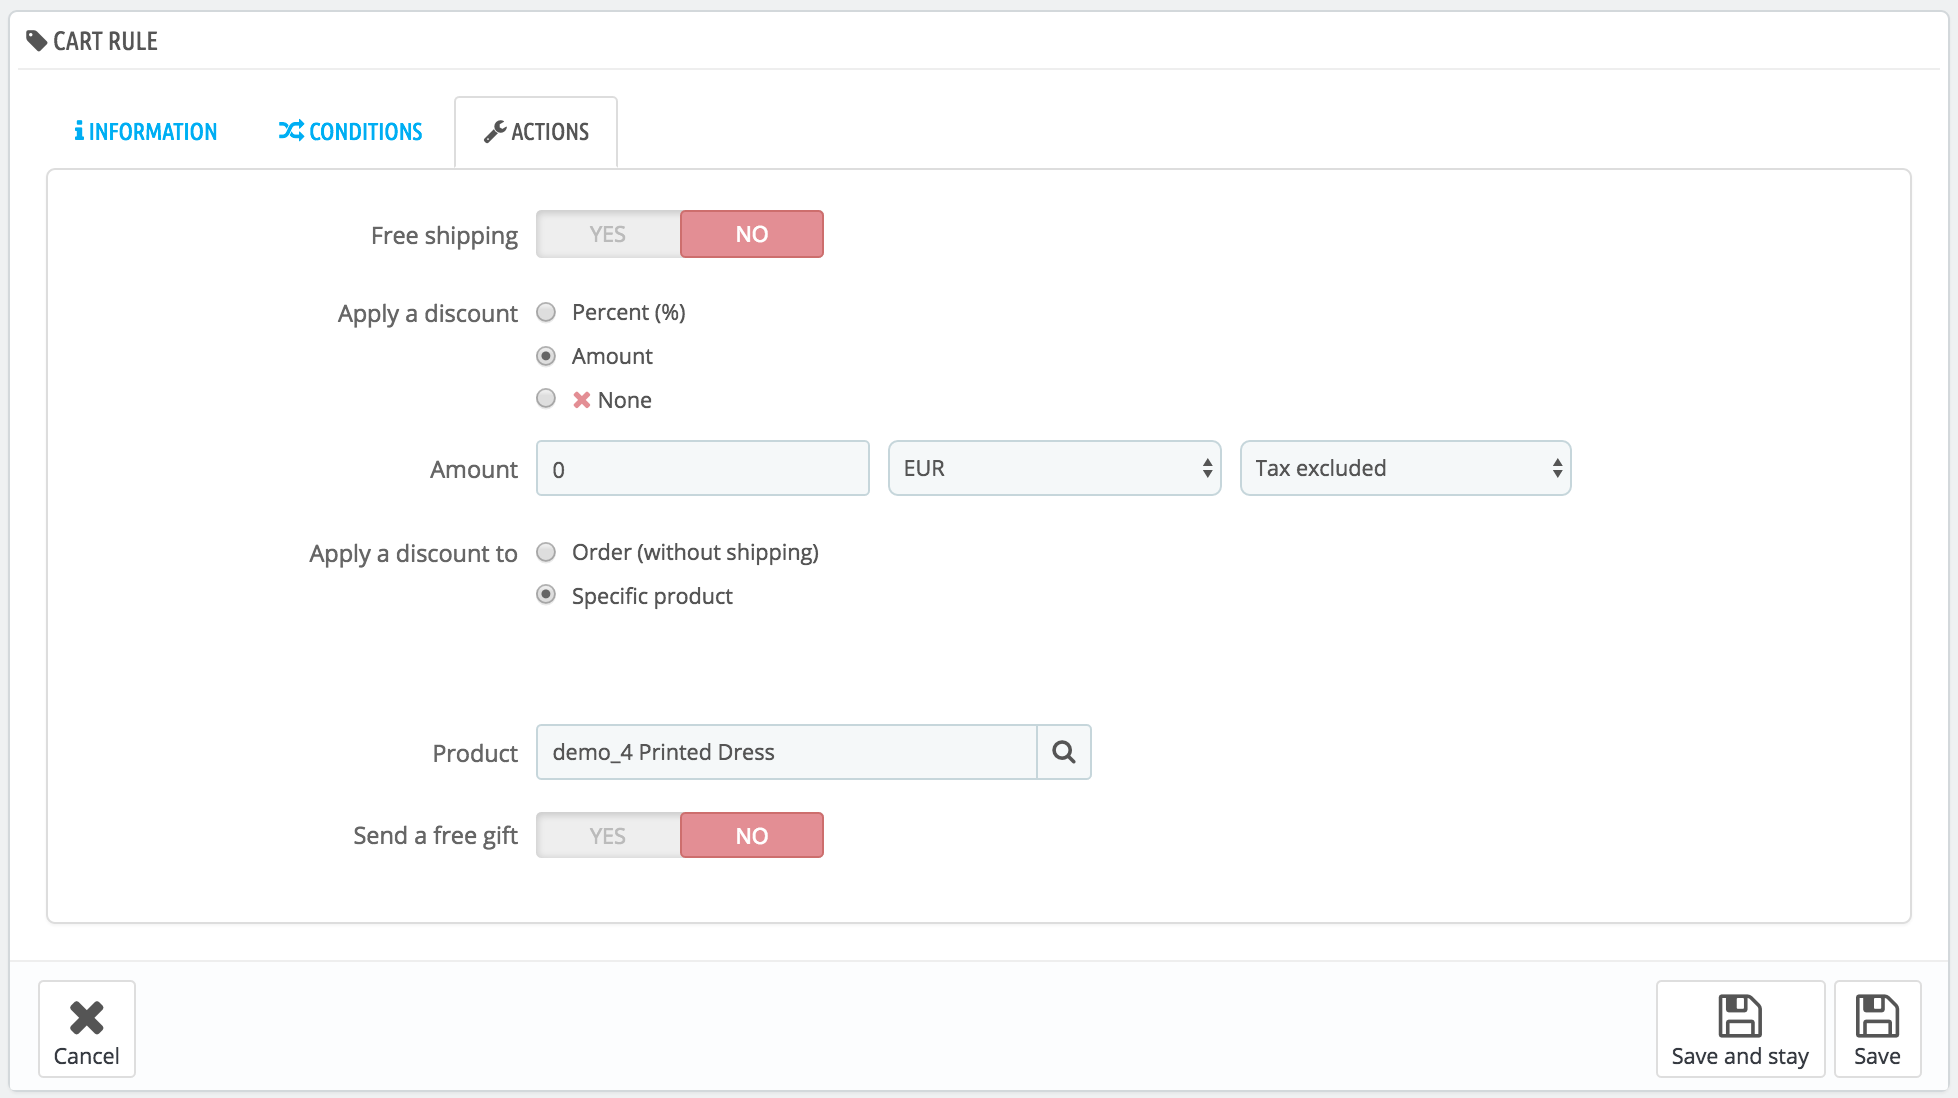 CART RULE
INFORMATION CONDITIONS ACTIONS
Free shipping YES NO
Apply a discount Percent (%)
Amount
None
Amount 0 EUR Tax excluded
Apply a discount to Order (without shipping)
Specific product
Product demo_4 Printed Dress
Send a free gift YES NO
Cancel Save and stay Save